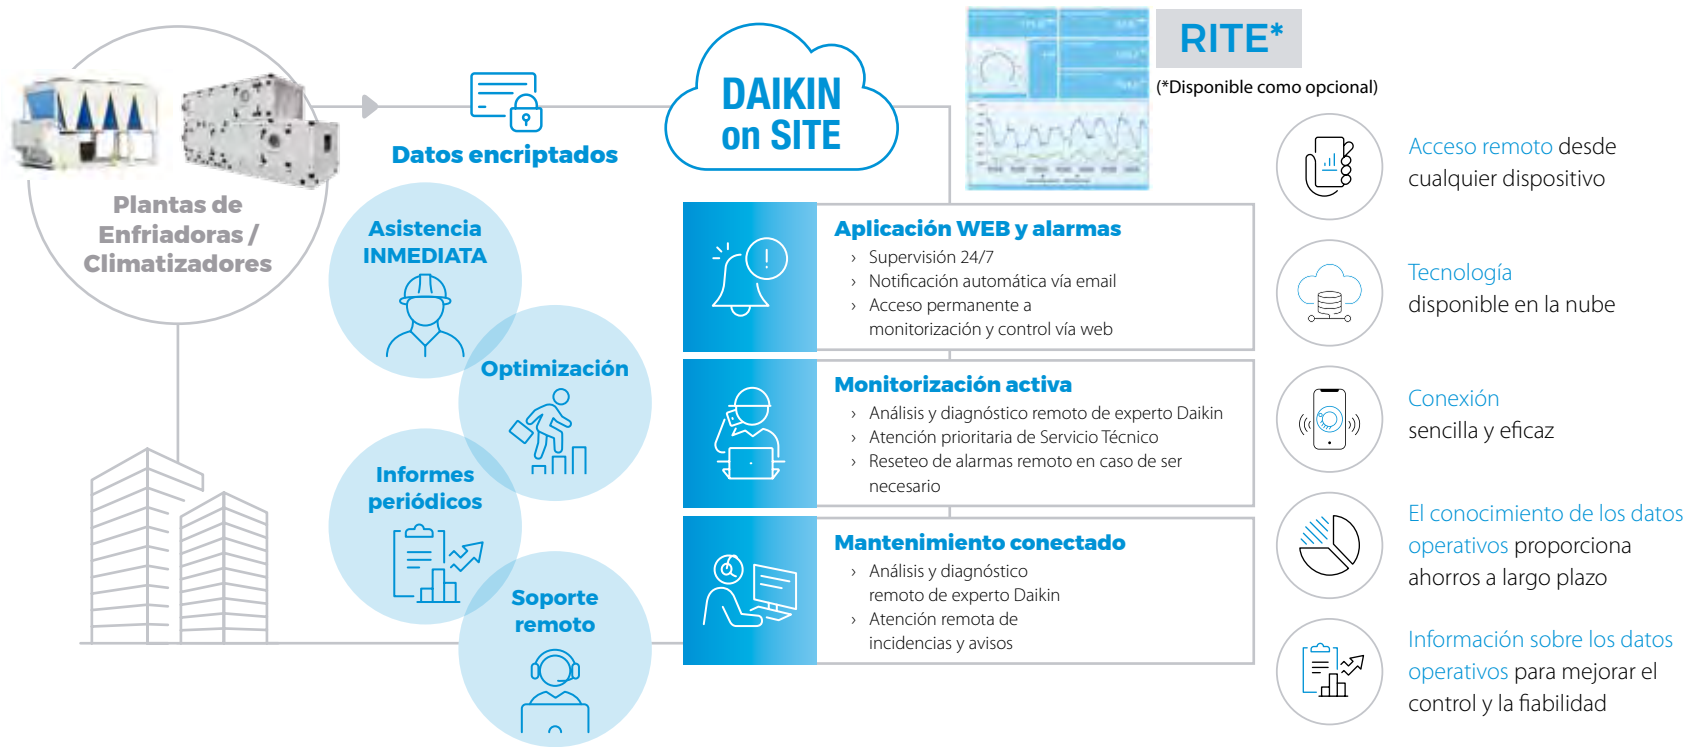 Plantas de
Enfriadoras /
Climatizadores
Datos encriptados
DAIKIN
on SITE
RITE*
(*Disponible como opcional)
Asistencia
INMEDIATA
Optimización
Informes
periódicos
Soporte
remoto
Aplicación WEB y alarmas
› Supervisión 24/7
› Notificación automática vía email
› Acceso permanente a
monitorización y control vía web
Monitorización activa
› Análisis y diagnóstico remoto de experto Daikin
› Atención prioritaria de Servicio Técnico
› Reseteo de alarmas remoto en caso de ser
necesario
Mantenimiento conectado
› Análisis y diagnóstico
remoto de experto Daikin
› Atención remota de
incidencias y avisos
Acceso remoto desde
cualquier dispositivo
Tecnología
disponible en la nube
Conexión
sencilla y eficaz
El conocimiento de los datos
operativos proporciona
ahorros a largo plazo
Información sobre los datos
operativos para mejorar el
control y la fiabilidad